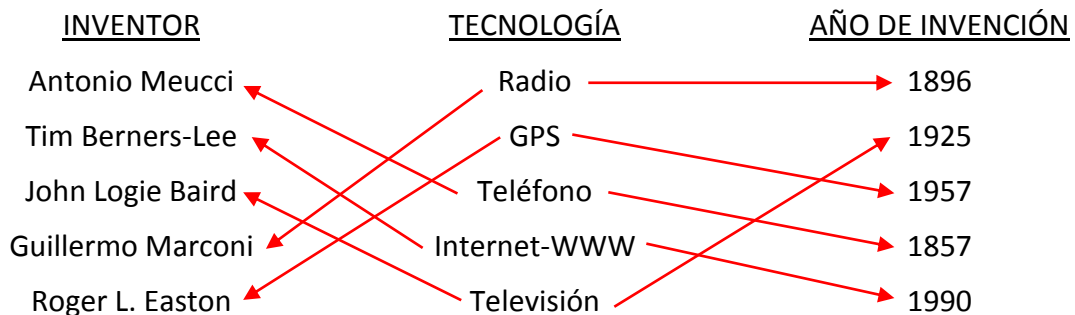 INVENTOR TECNOLOGÍA AÑO DE INVENCIÓN
Antonio Meucci Radio 1896
Tim Berners-Lee GPS 1925
John Logie Baird Teléfono 1957
Guillermo Marconi Internet-WWW 1857
Roger L. Easton Televisión 1990